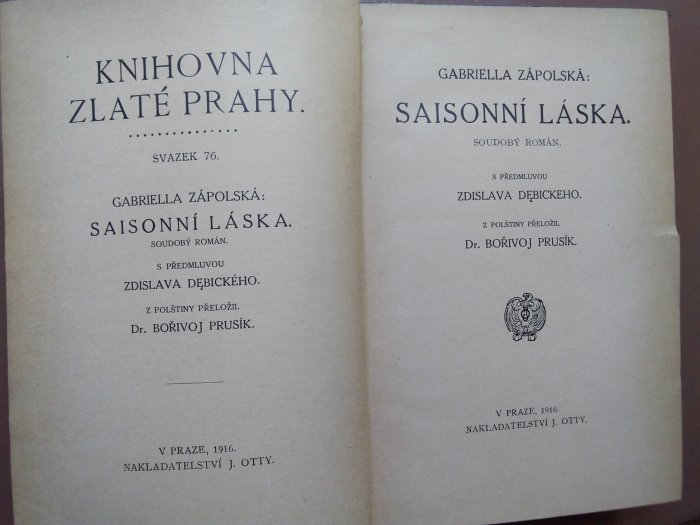 KNIHOVNA
ZLATÉ PRAHY.
SVAZEK 76.
GABRIELLA ZÁPOLSKÁ:
SAISONNÍ LÁSKA.
SOUDOBÝ ROMÁN.
S PŘEDMLUVOU
ZDISLAVA DĘBICKÉHO.
Z POLŠTINY PŘELOŽIL
Dr. BOŘIVOJ PRUSÍK.
V PRAZE, 1916.
NAKLADATELSTVÍ J. OTTY.
GABRIELLA ZÁPOLSKÁ:
SAISONNÍ LÁSKA.
SOUDOBÝ ROMÁN.
S PŘEDMLUVOU
ZDISLAVA DĘBICKEHO.
Z POLŠTINY PŘELOŽIL
Dr. BOŘIVOJ PRUSÍK.
V PRAZE, 1916.
NAKLADATELSTVÍ J. OTTY.